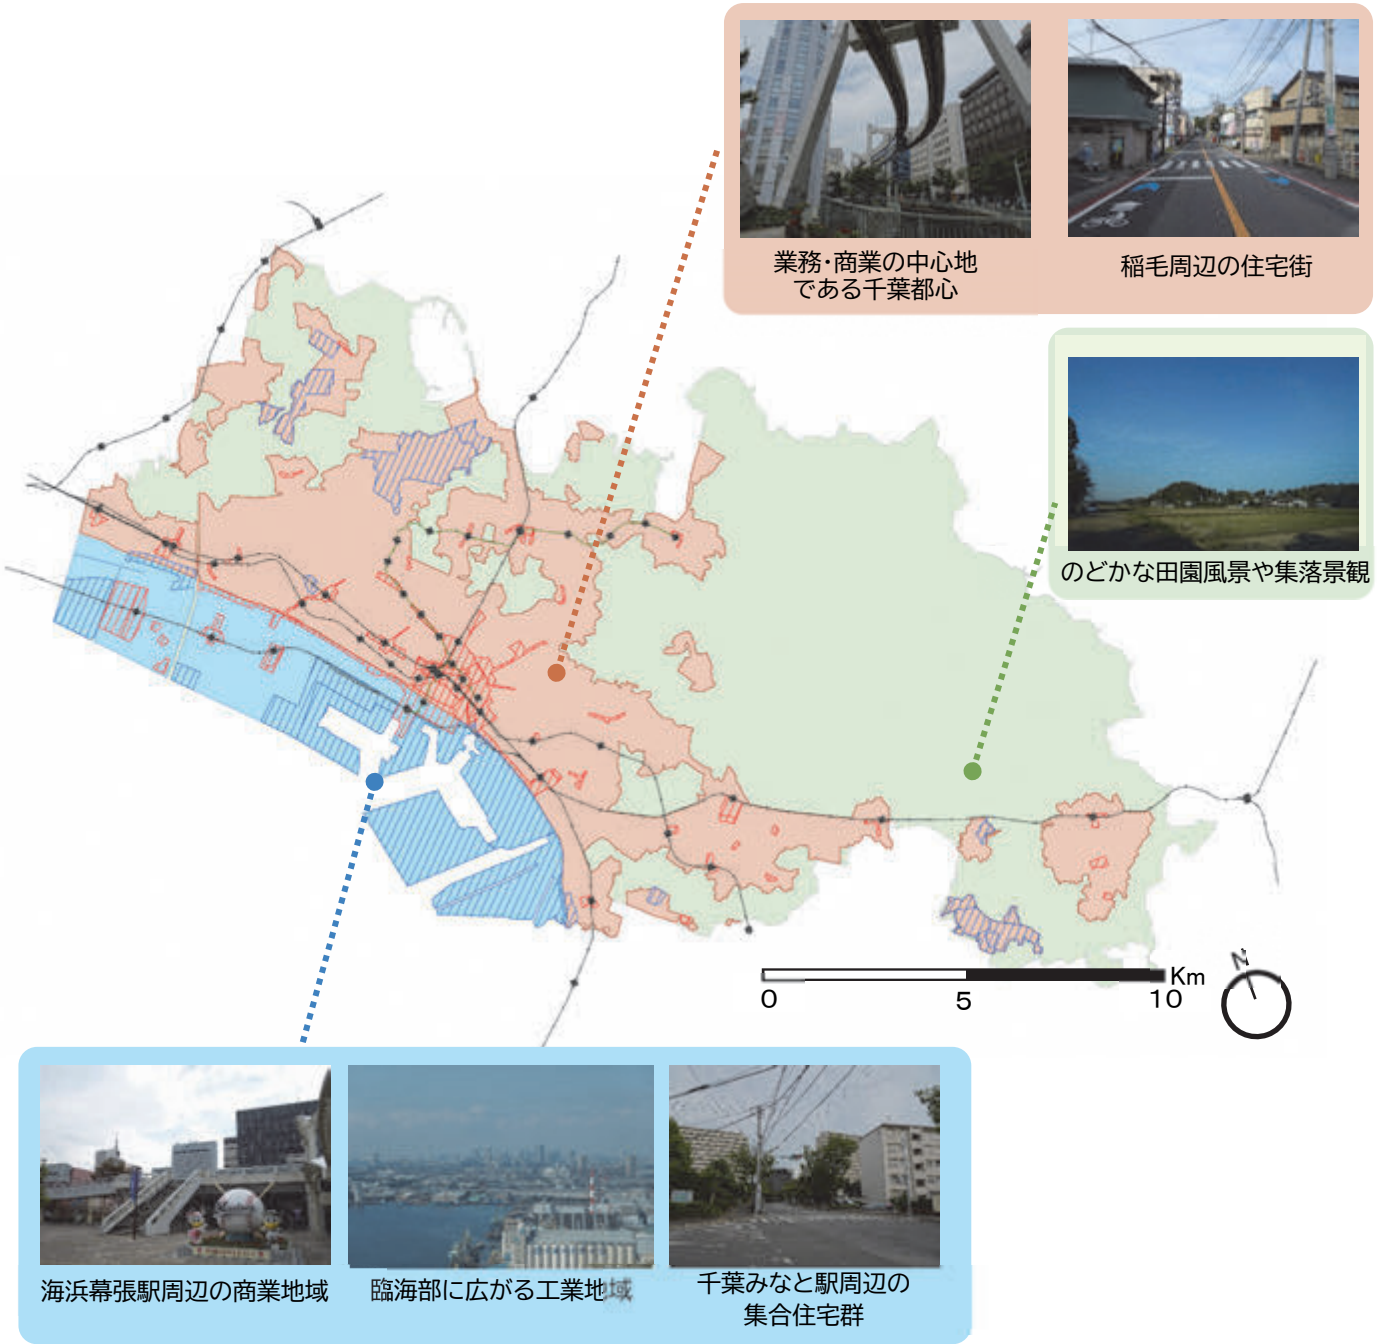 業務・商業の中心地
である千葉都心
稲毛周辺の住宅街
のどかな田園風景や集落景観
N
Km
0 5 10
海浜幕張駅周辺の商業地域
臨海部に広がる工業地域
千葉みなと駅周辺の
集合住宅群